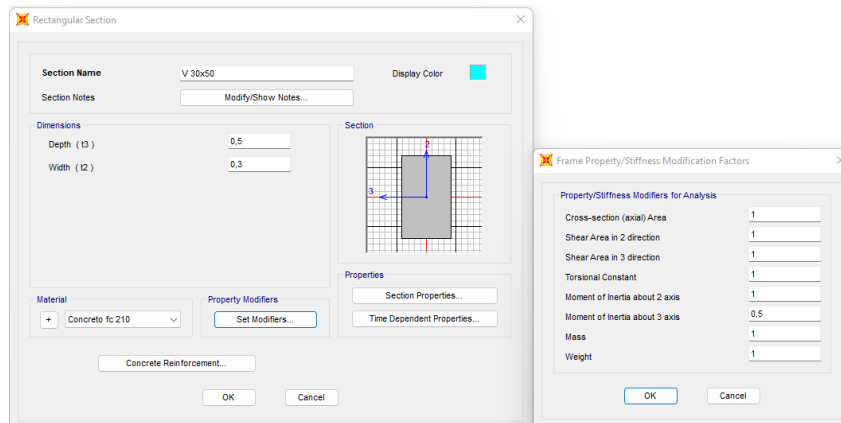 Rectangular Section
Section Name
V 30x50
Display Color
Section Notes
Modify/Show Notes...
Dimensions
Depth ( t3 )
0,5
Width ( t2 )
0,3
Section
2
3
Properties
Section Properties...
Time Dependent Properties...
Material
+
Concreto fc 210
Property Modifiers
Set Modifiers...
Concrete Reinforcement...
OK
Cancel
Frame Property/Stiffness Modification Factors
Property/Stiffness Modifiers for Analysis
Cross-section (axial) Area
1
Shear Area in 2 direction
1
Shear Area in 3 direction
1
Torsional Constant
1
Moment of Inertia about 2 axis
1
Moment of Inertia about 3 axis
0,5
Mass
1
Weight
1
OK
Cancel